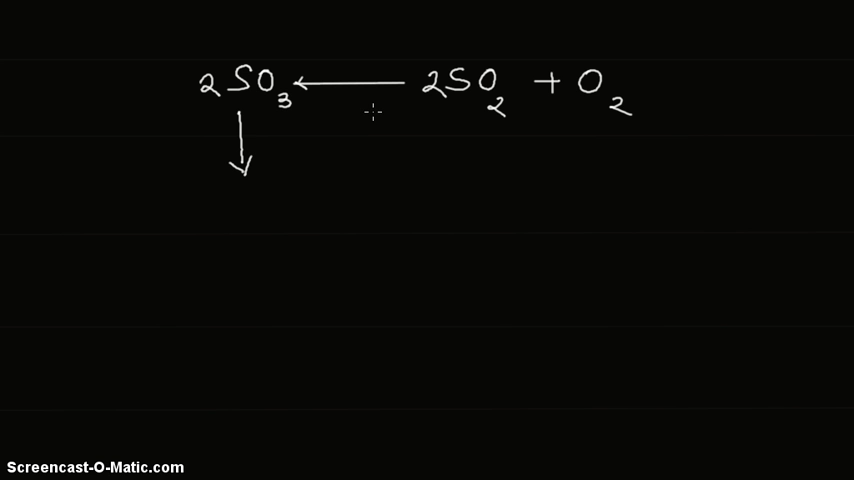 2SO₃ ← 2SO₂ + O₂
↓
Screencast-O-Matic.com